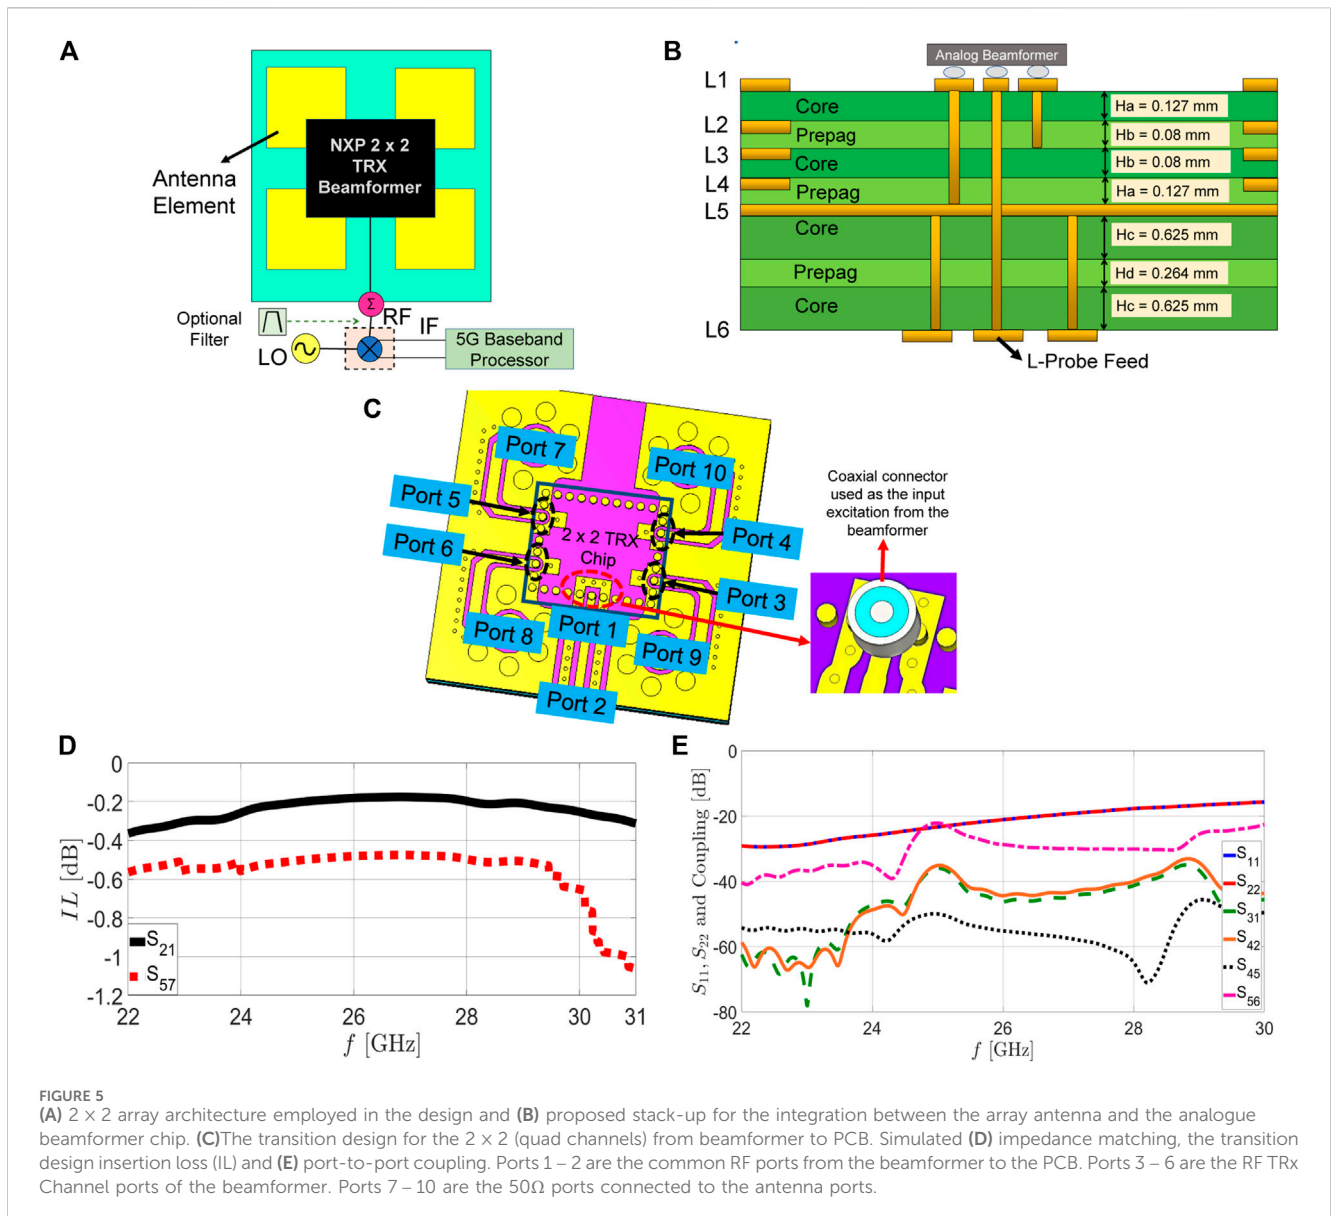 A
NXP 2 x 2
TRX
Beamformer
Antenna
Element
Σ
Optional
Filter
RF
IF
LO
5G Baseband
Processor
B
Analog Beamformer
L1
Core
Ha = 0.127 mm
L2
Prepag
Hb = 0.08 mm
L3
Core
Hb = 0.08 mm
L4
Prepag
Ha = 0.127 mm
L5
Core
Hc = 0.625 mm
Prepag
Hd = 0.264 mm
Core
Hc = 0.625 mm
L6
L-Probe Feed
C
Port 7
Port 10
Port 5
Port 6
2 x 2 TRX
Chip
Port 4
Port 3
Port 8
Port 1
Port 9
Port 2
Coaxial connector
used as the input
excitation from the
beamformer
D
0
-0.2
-0.4
-0.6
-0.8
-1
-1.2
IL [dB]
S21
S57
22 24 26 28 30 31
f [GHz]
E
0
-20
-40
-60
-80
S11, S22 and Coupling [dB]
S11
S22
S31
S42
S45
S56
22 24 26 28 30
f [GHz]
FIGURE 5
(A) 2 × 2 array architecture employed in the design and (B) proposed stack-up for the integration between the array antenna and the analogue
beamformer chip. (C)The transition design for the 2 × 2 (quad channels) from beamformer to PCB. Simulated (D) impedance matching, the transition
design insertion loss (IL) and (E) port-to-port coupling. Ports 1 – 2 are the common RF ports from the beamformer to the PCB. Ports 3 – 6 are the RF TRx
Channel ports of the beamformer. Ports 7 – 10 are the 50Ω ports connected to the antenna ports.